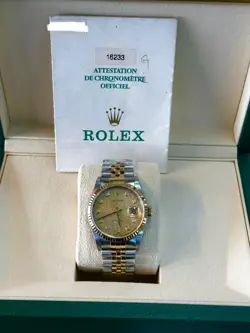 16233 G
ATTESTATION
DE CHRONOMÈTRE
OFFICIEL
ROLEX